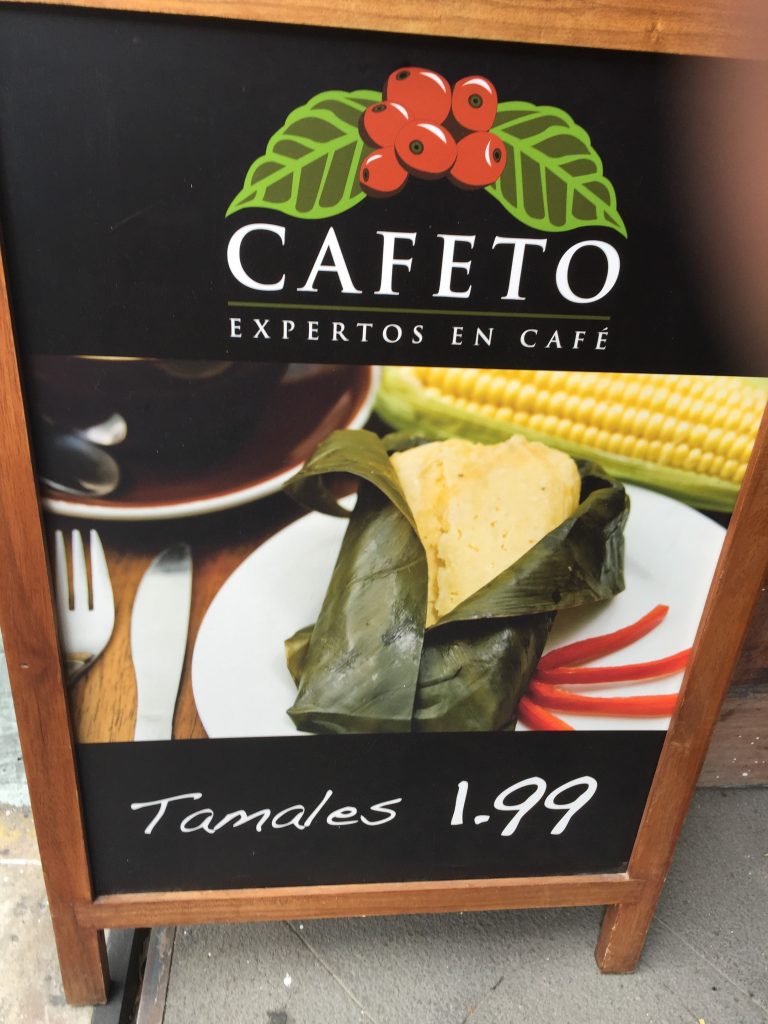 CAFETO
EXPERTOS EN CAFÉ
Tamales 1.99